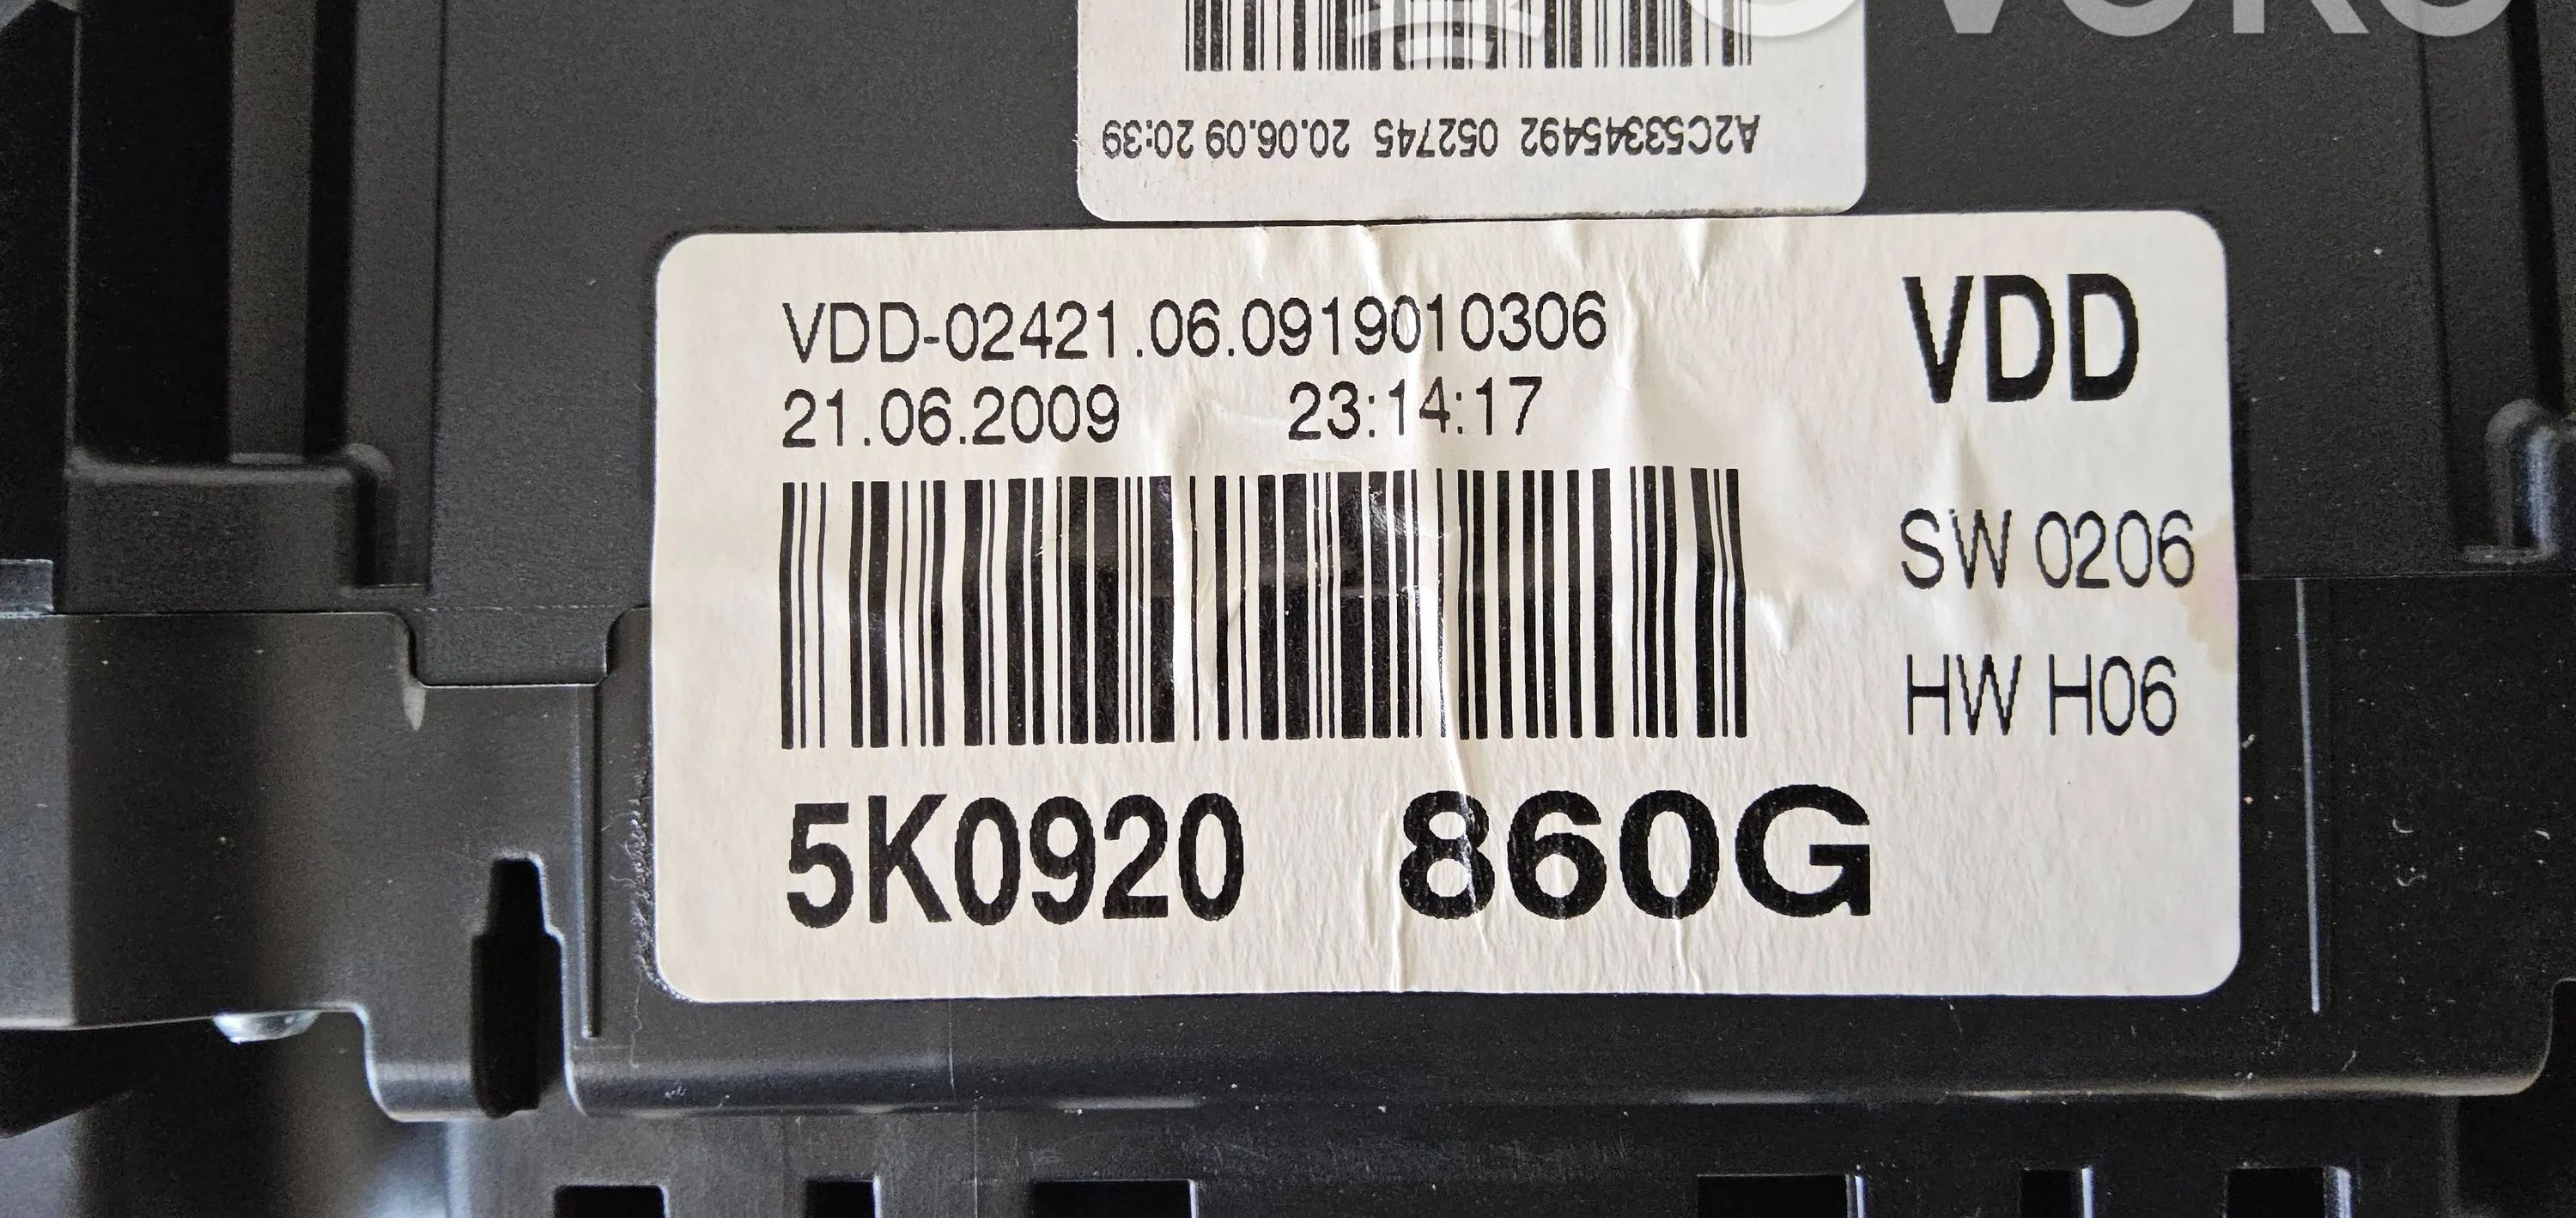 A2C53345492 052745 20.06.09 20:39
VDD-02421.06.0919010306
21.06.2009 23:14:17
VDD
SW 0206
HW H06
5K0920 860G